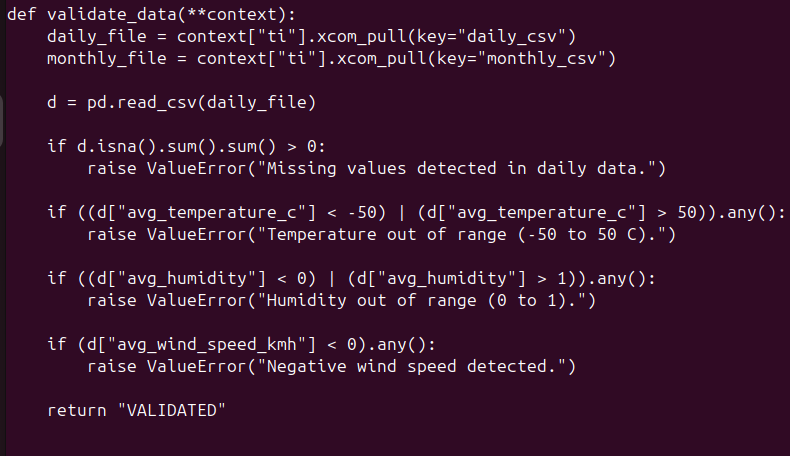 def validate_data(**context):
    daily_file = context["ti"].xcom_pull(key="daily_csv")
    monthly_file = context["ti"].xcom_pull(key="monthly_csv")

    d = pd.read_csv(daily_file)

    if d.isna().sum().sum() > 0:
        raise ValueError("Missing values detected in daily data.")

    if ((d["avg_temperature_c"] < -50) | (d["avg_temperature_c"] > 50)).any():
        raise ValueError("Temperature out of range (-50 to 50 C).")

    if ((d["avg_humidity"] < 0) | (d["avg_humidity"] > 1)).any():
        raise ValueError("Humidity out of range (0 to 1).")

    if (d["avg_wind_speed_kmh"] < 0).any():
        raise ValueError("Negative wind speed detected.")

    return "VALIDATED"